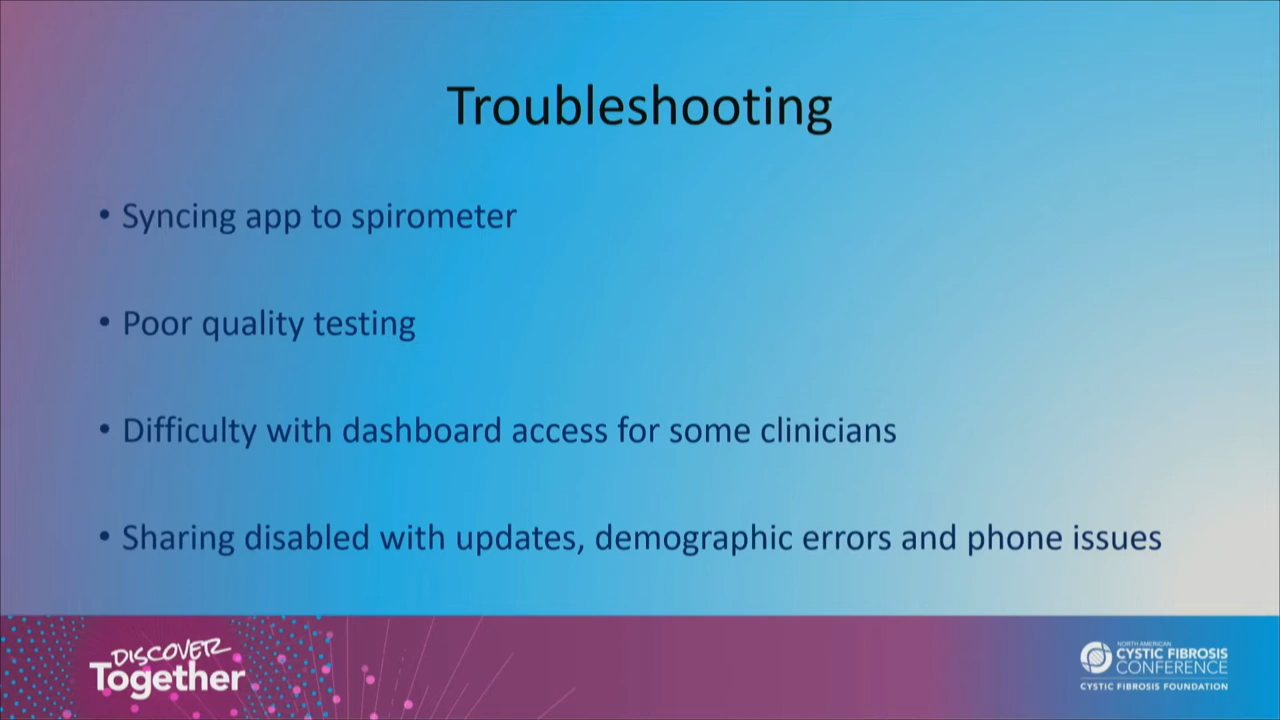 Troubleshooting
• Syncing app to spirometer
• Poor quality testing
• Difficulty with dashboard access for some clinicians
• Sharing disabled with updates, demographic errors and phone issues
DISCOVER
Together
NORTH AMERICAN
CYSTIC FIBROSIS
CONFERENCE
CYSTIC FIBROSIS FOUNDATION